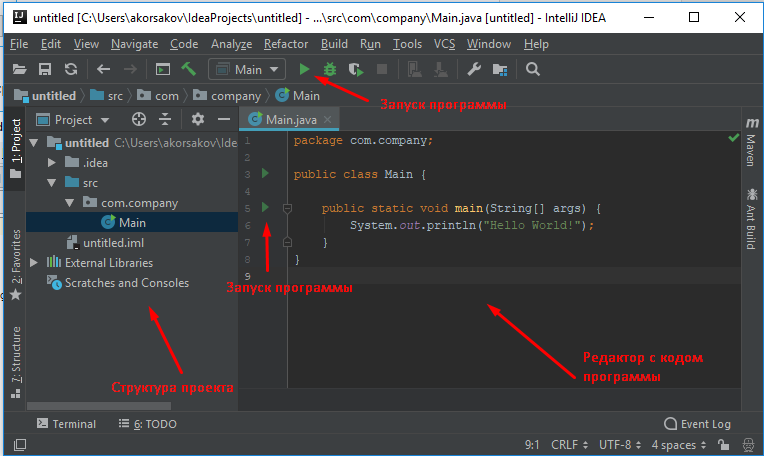 untitled [C:\Users\akorsakov\IdeaProjects\untitled] - ...\src\com\company\Main.java [untitled] - IntelliJ IDEA
File Edit View Navigate Code Analyze Refactor Build Run Tools VCS Window Help
Main
untitled src com company Main
Запуск программы
1: Project
Project
Main.java
Maven
Ant Build
untitled C:\Users\akorsakov\Ide
.idea
src
com.company
Main
untitled.iml
External Libraries
Scratches and Consoles
1 package com.company;
2
3 public class Main {
4
5 public static void main(String[] args) {
6 System.out.println("Hello World!");
7 }
8 }
9
Запуск программы
Структура проекта
Редактор с кодом
программы
2: Favorites
7: Structure
Terminal 6: TODO Event Log
9:1 CRLF UTF-8 4 spaces